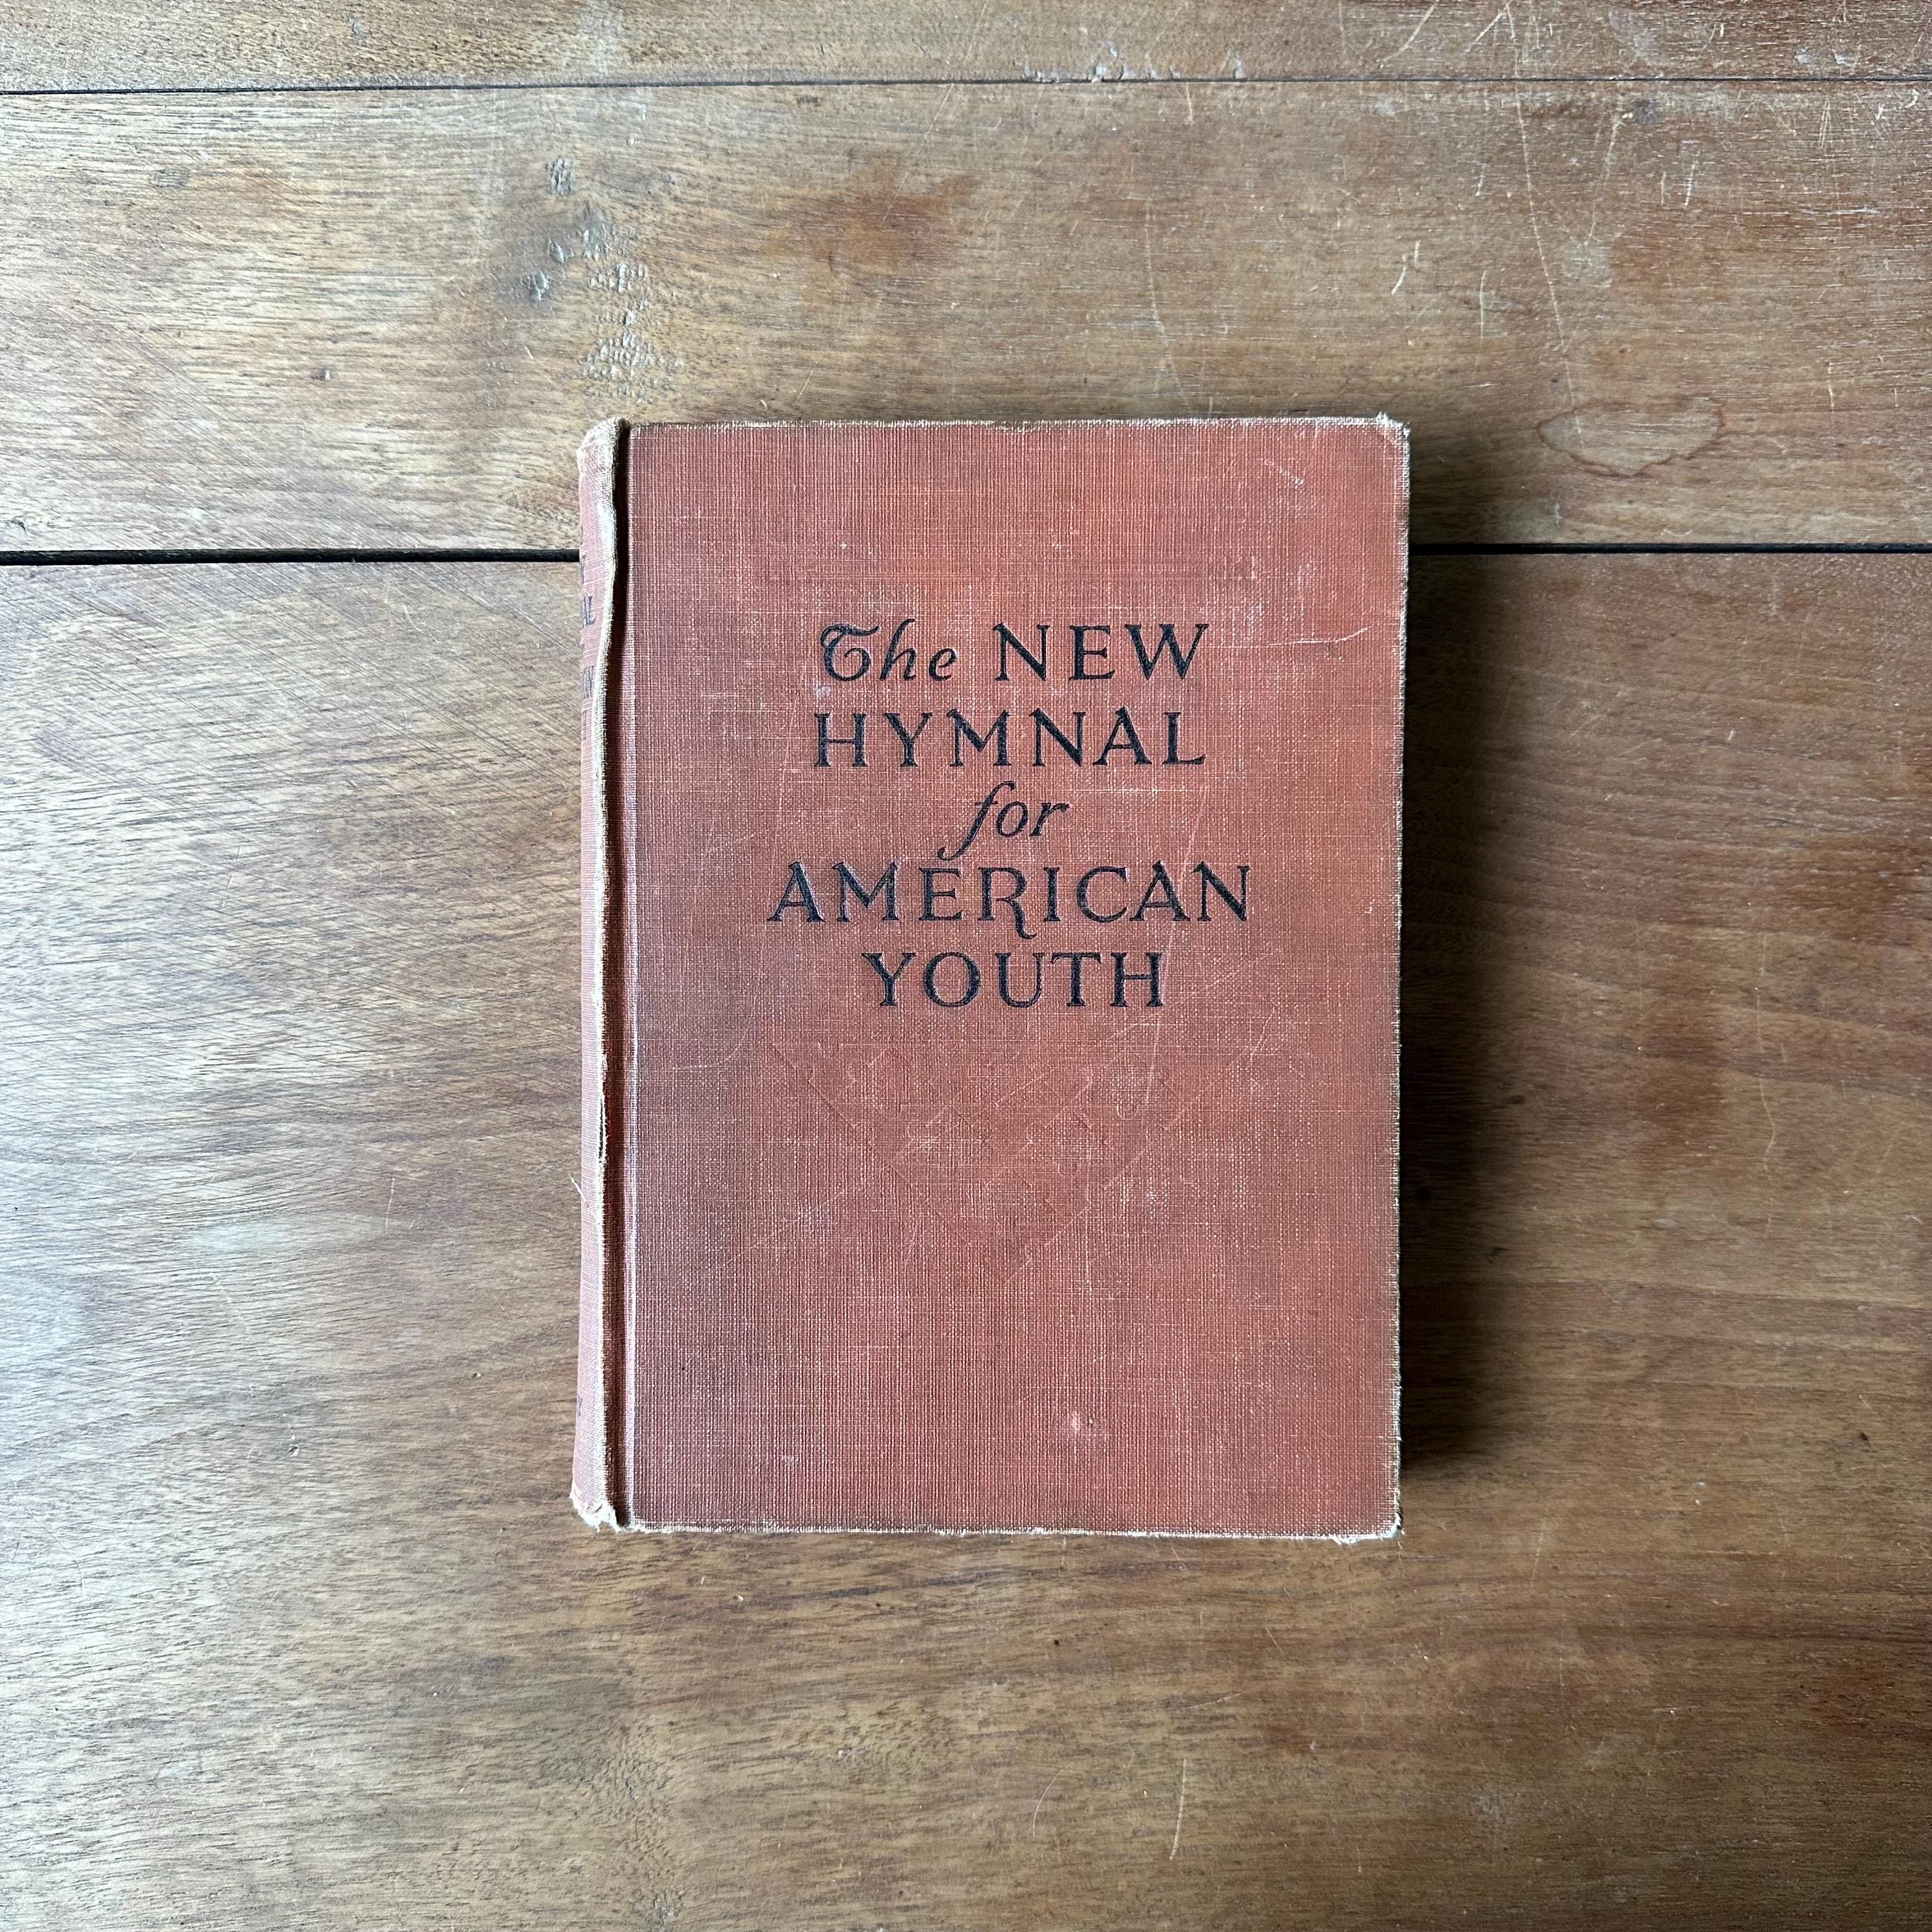 The NEW
HYMNAL
for
AMERICAN
YOUTH